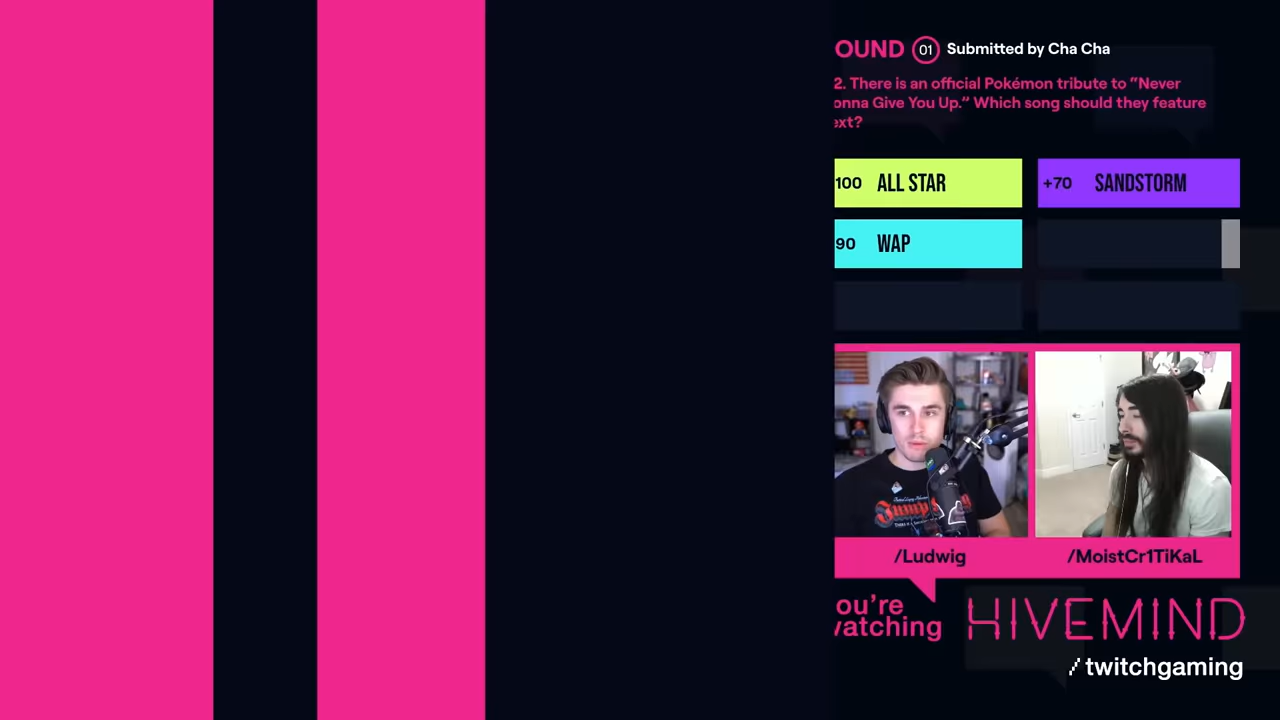 OUND 01 Submitted by Cha Cha
2. There is an official Pokémon tribute to "Never
onna Give You Up." Which song should they feature
ext?
100 ALL STAR
+70 SANDSTORM
90 WAP
/Ludwig
/MoistCr1TiKaL
ou're
watching
HIVEMIND
/twitchgaming